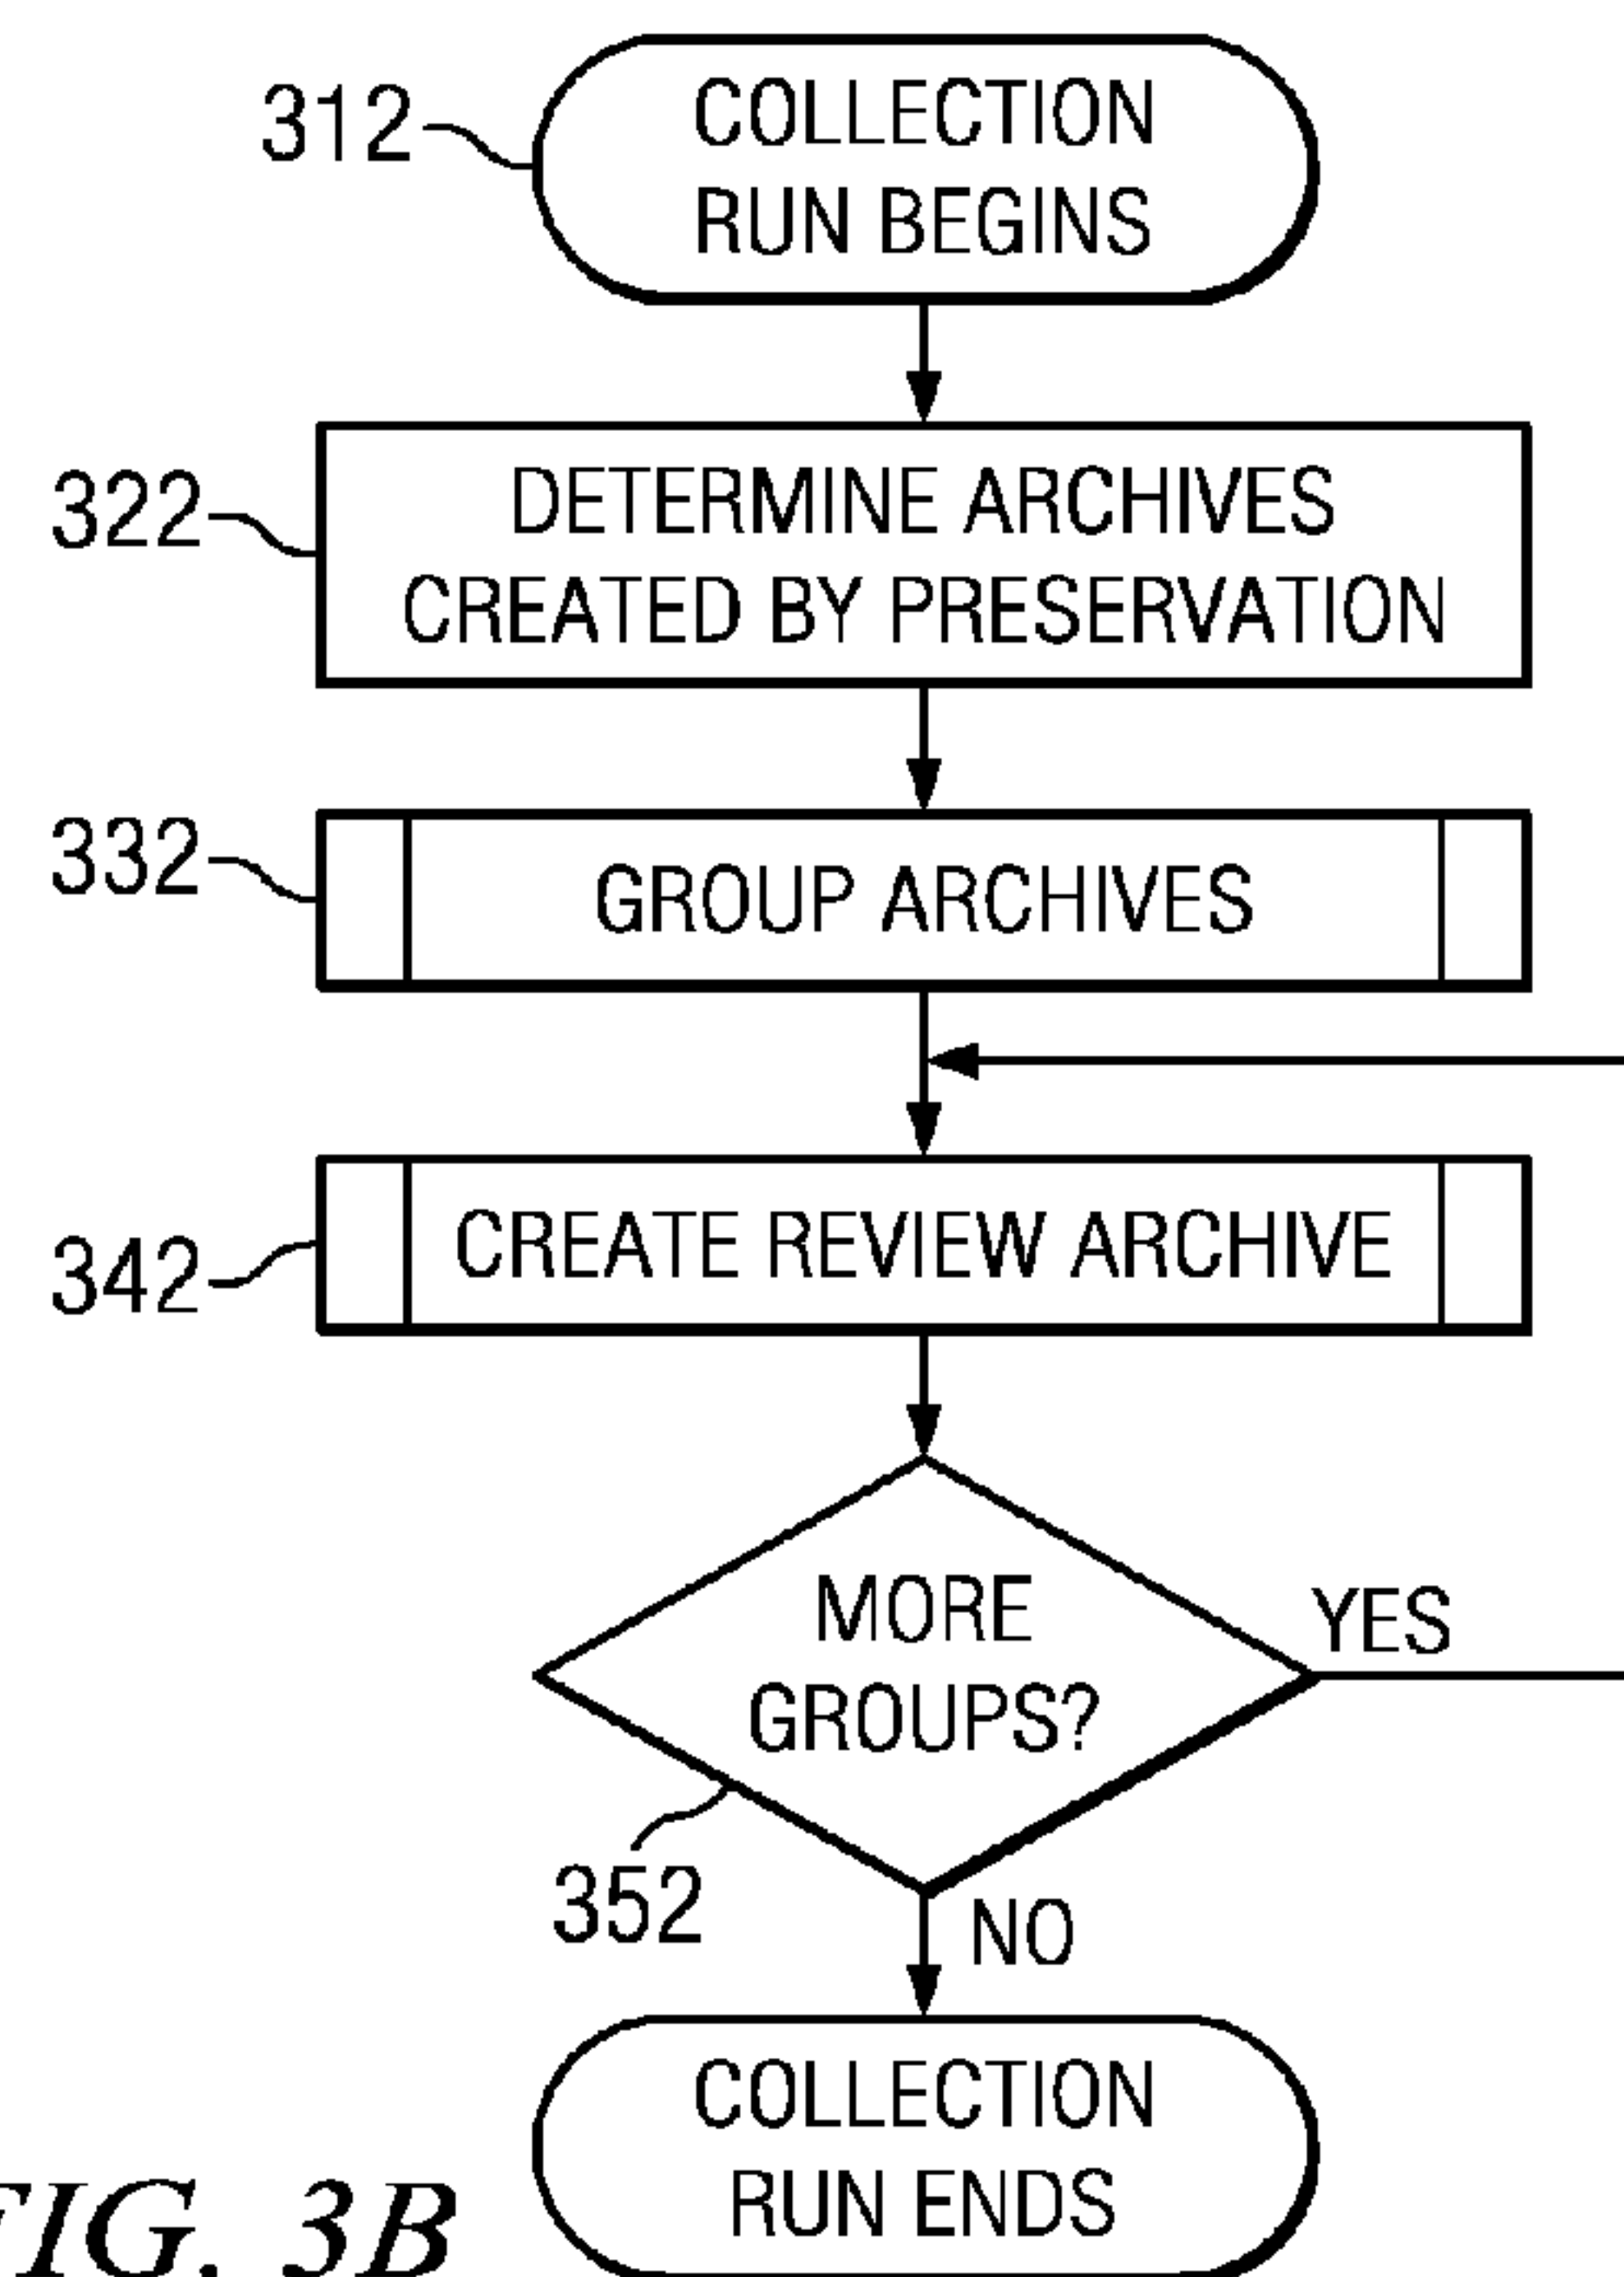 312
COLLECTION
RUN BEGINS
322
DETERMINE ARCHIVES
CREATED BY PRESERVATION
332
GROUP ARCHIVES
342
CREATE REVIEW ARCHIVE
MORE
GROUPS?
YES
352
NO
COLLECTION
RUN ENDS
FIG. 3B